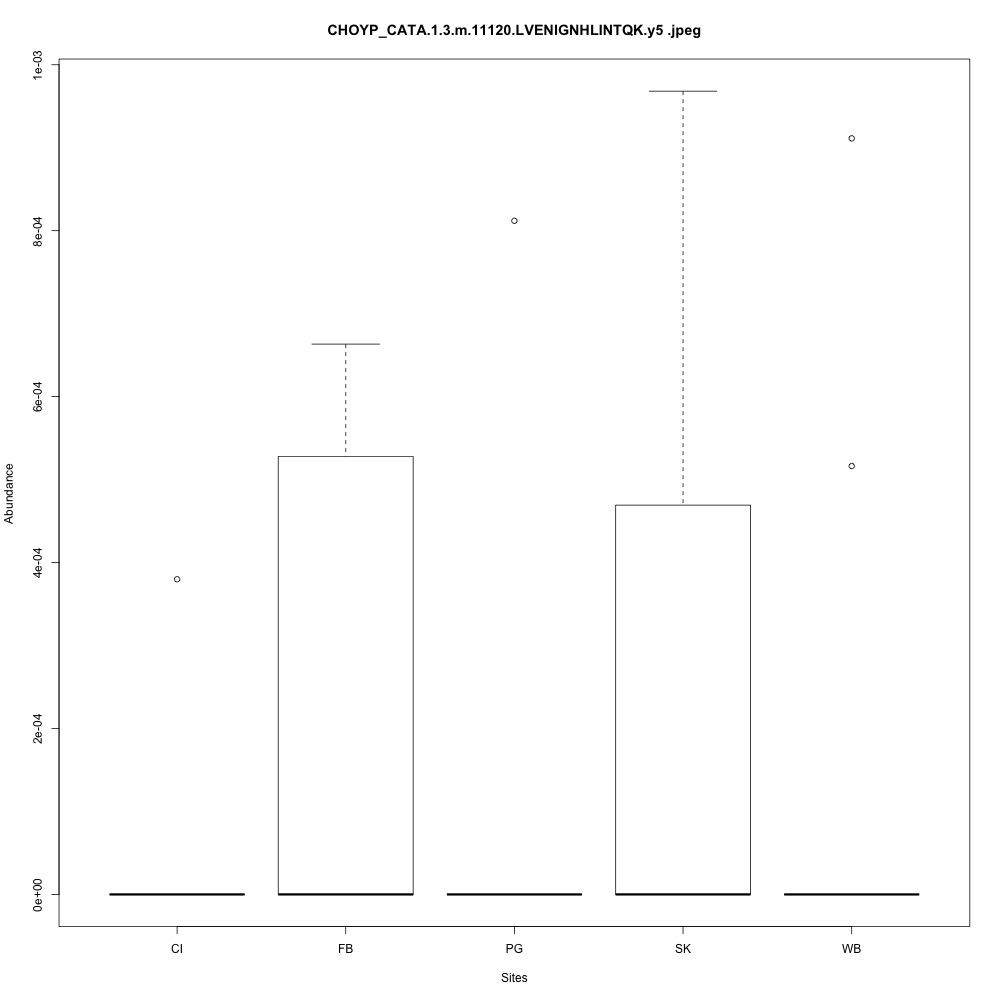 CHOYP_CATA.1.3.m.11120.LVENIGNHLINTQK.y5 .jpeg
1e-03
8e-04
6e-04
4e-04
2e-04
0e+00
Abundance
CI FB PG SK WB
Sites